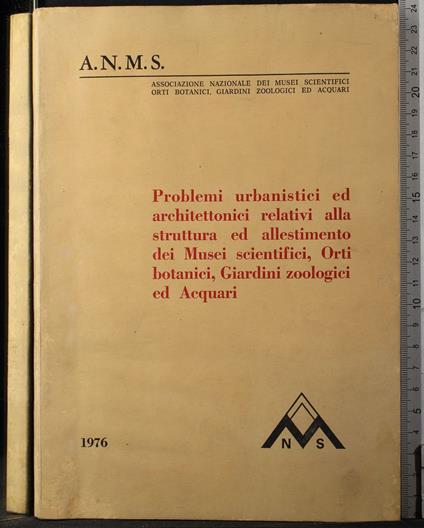 A.N.M.S.
ASSOCIAZIONE NAZIONALE DEI MUSEI SCIENTIFICI
ORTI BOTANICI, GIARDINI ZOOLOGICI ED ACQUARI
Problemi urbanistici ed
architettonici relativi alla
struttura ed allestimento
dei Musei scientifici, Orti
botanici, Giardini zoologici
ed Acquari
1976
N S